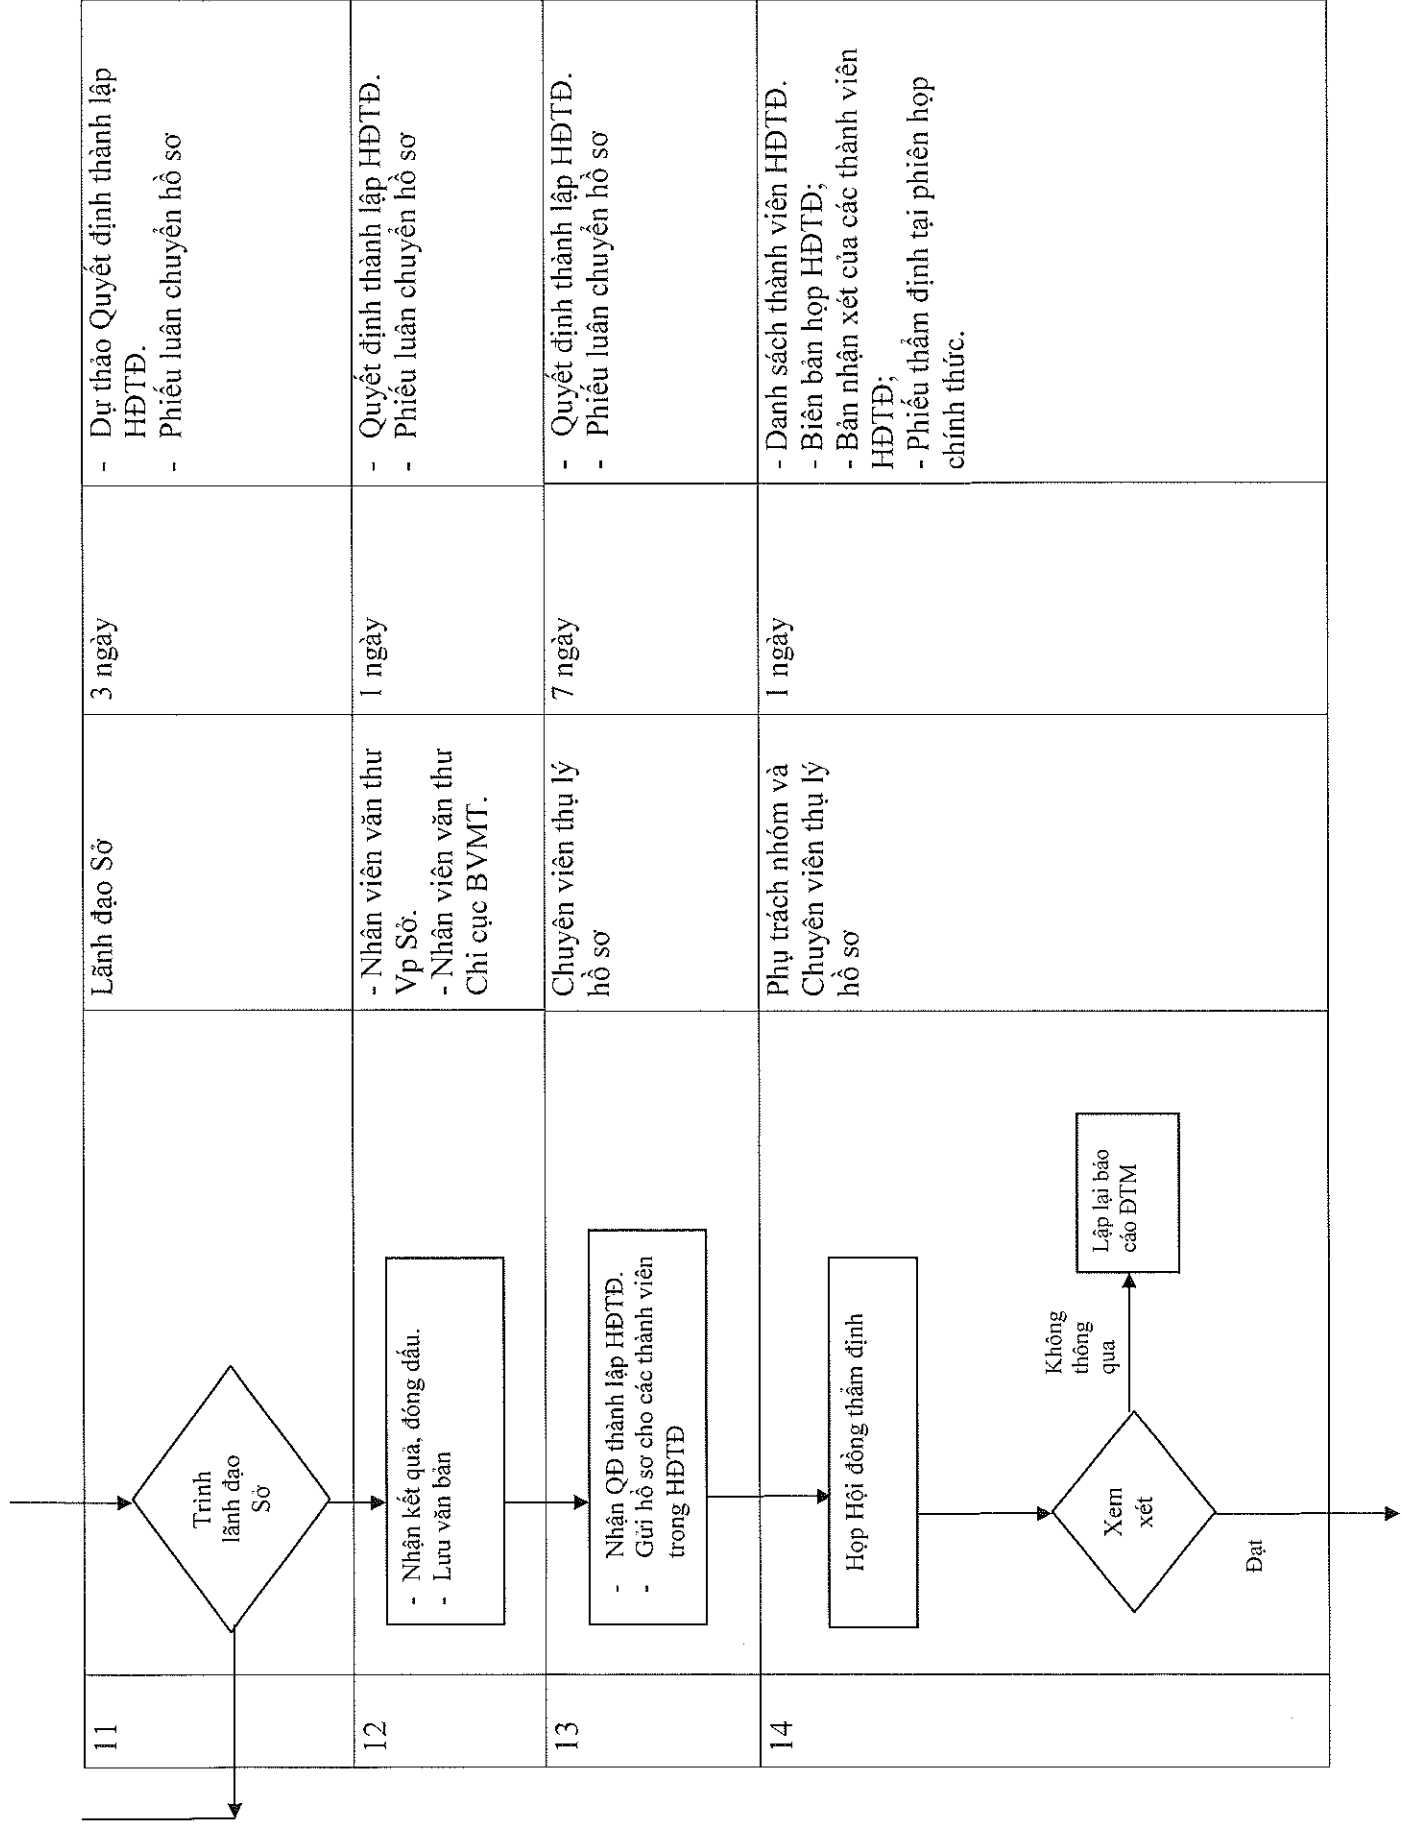 11
Trình
lãnh đạo
Sở
Lãnh đạo Sở
3 ngày
- Dự thảo Quyết định thành lập
HĐTĐ.
- Phiếu luân chuyển hồ sơ
12
- Nhận kết quả, đóng dấu.
- Lưu văn bản
- Nhân viên văn thư
Vp Sở.
- Nhân viên văn thư
Chi cục BVMT.
1 ngày
- Quyết định thành lập HĐTĐ.
- Phiếu luân chuyển hồ sơ
13
- Nhận QĐ thành lập HĐTĐ.
- Gửi hồ sơ cho các thành viên
trong HĐTĐ
Chuyên viên thụ lý
hồ sơ
7 ngày
- Quyết định thành lập HĐTĐ.
- Phiếu luân chuyển hồ sơ
14
Họp Hội đồng thẩm định
Xem
xét
Không
thông
qua
Lập lại báo
cáo ĐTM
Đạt
Phụ trách nhóm và
Chuyên viên thụ lý
hồ sơ
1 ngày
- Danh sách thành viên HĐTĐ.
- Biên bản họp HĐTĐ;
- Bản nhận xét của các thành viên
HĐTĐ;
- Phiếu thẩm định tại phiên họp
chính thức.